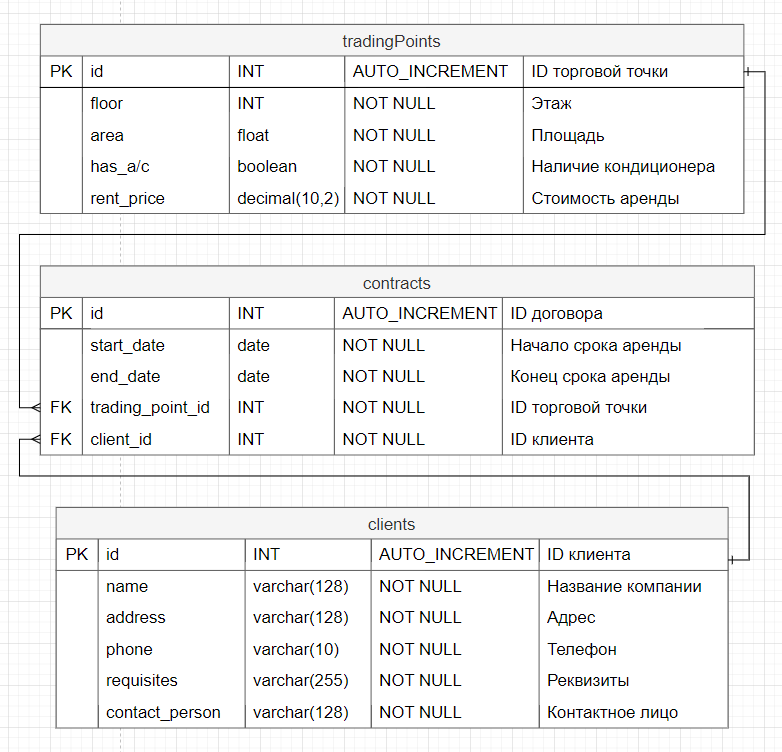 tradingPoints
PK id INT AUTO_INCREMENT ID торговой точки
floor INT NOT NULL Этаж
area float NOT NULL Площадь
has_a/c boolean NOT NULL Наличие кондиционера
rent_price decimal(10,2) NOT NULL Стоимость аренды
contracts
PK id INT AUTO_INCREMENT ID договора
start_date date NOT NULL Начало срока аренды
end_date date NOT NULL Конец срока аренды
FK trading_point_id INT NOT NULL ID торговой точки
FK client_id INT NOT NULL ID клиента
clients
PK id INT AUTO_INCREMENT ID клиента
name varchar(128) NOT NULL Название компании
address varchar(128) NOT NULL Адрес
phone varchar(10) NOT NULL Телефон
requisites varchar(255) NOT NULL Реквизиты
contact_person varchar(128) NOT NULL Контактное лицо